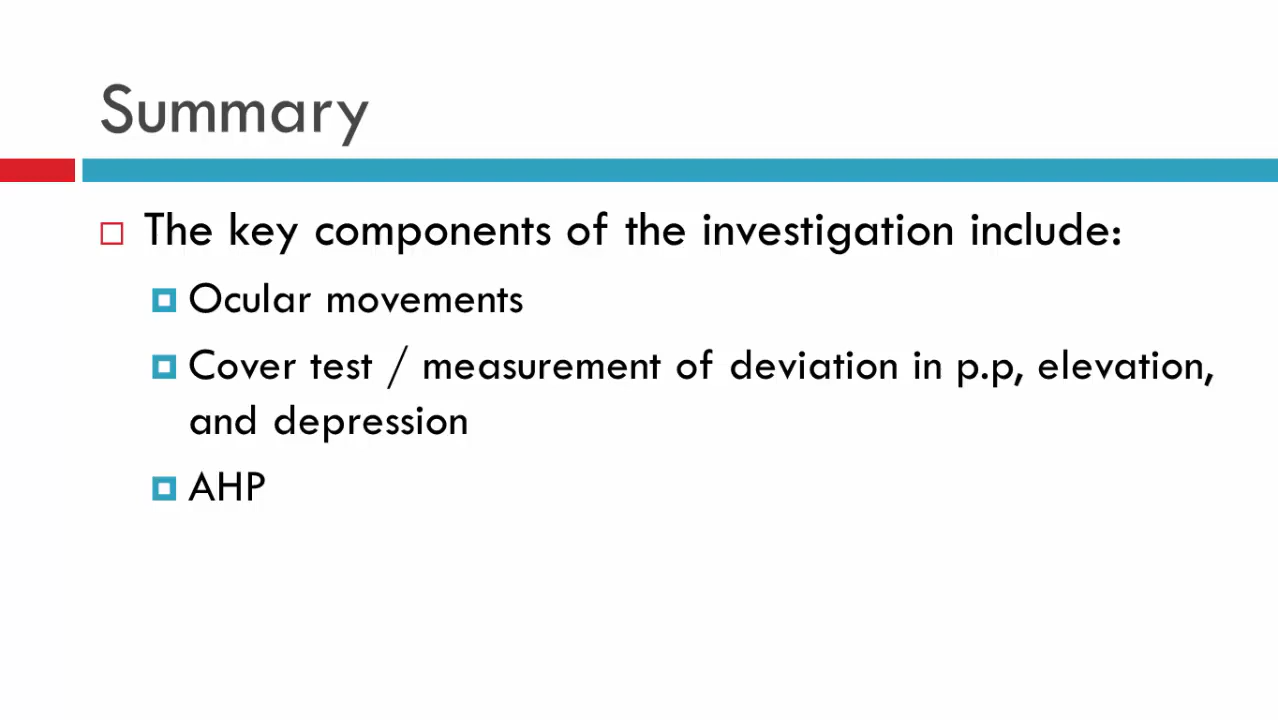 Summary
The key components of the investigation include:
Ocular movements
Cover test / measurement of deviation in p.p, elevation,
and depression
AHP